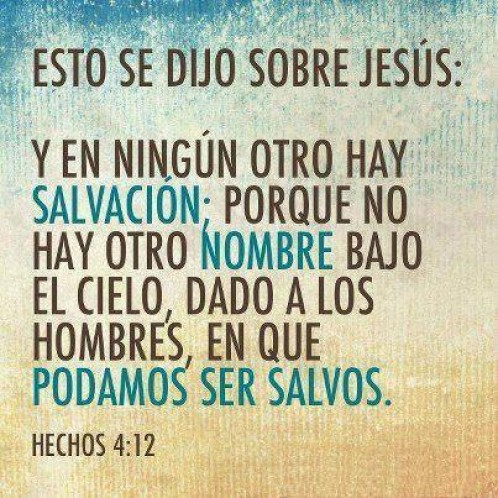 ESTO SE DIJO SOBRE JESÚS:
Y EN NINGÚN OTRO HAY
SALVACIÓN; PORQUE NO
HAY OTRO NOMBRE BAJO
EL CIELO, DADO A LOS
HOMBRES, EN QUE
PODAMOS SER SALVOS.
HECHOS 4:12